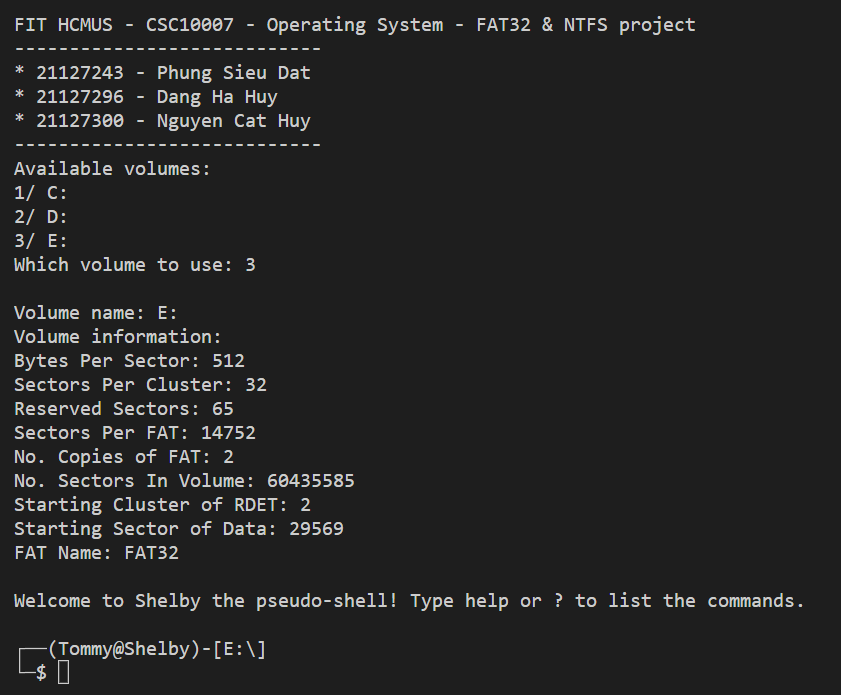 FIT HCMUS - CSC10007 - Operating System - FAT32 & NTFS project
----------------------------
* 21127243 - Phung Sieu Dat
* 21127296 - Dang Ha Huy
* 21127300 - Nguyen Cat Huy
----------------------------
Available volumes:
1/ C:
2/ D:
3/ E:
Which volume to use: 3
Volume name: E:
Volume information:
Bytes Per Sector: 512
Sectors Per Cluster: 32
Reserved Sectors: 65
Sectors Per FAT: 14752
No. Copies of FAT: 2
No. Sectors In Volume: 60435585
Starting Cluster of RDET: 2
Starting Sector of Data: 29569
FAT Name: FAT32
Welcome to Shelby the pseudo-shell! Type help or ? to list the commands.
┌──(Tommy@Shelby)-[E:\]
└─$